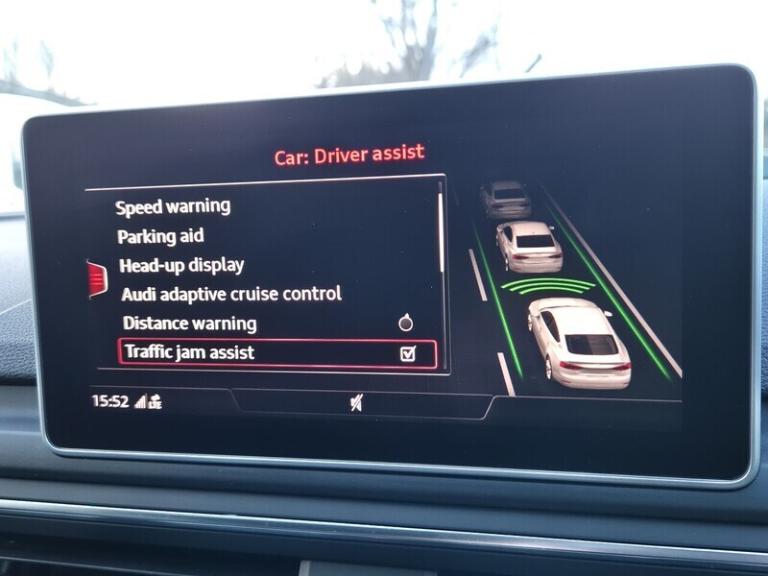 Car: Driver assist
Speed warning
Parking aid
Head-up display
Audi adaptive cruise control
Distance warning
Traffic jam assist
15:52 LTE